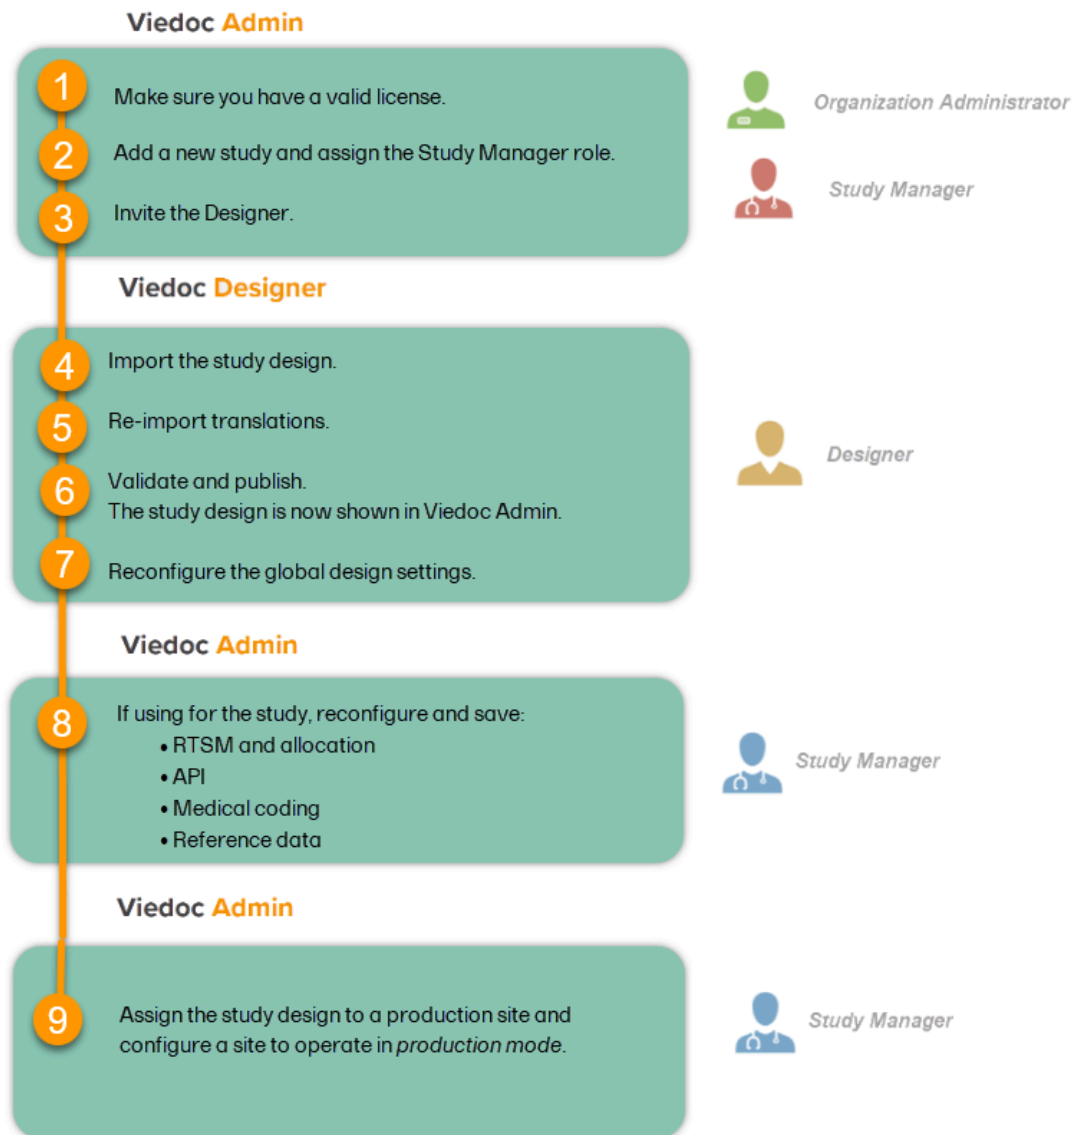 Viedoc Admin
1
Make sure you have a valid license.
Organization Administrator
2
Add a new study and assign the Study Manager role.
Study Manager
3
Invite the Designer.
Viedoc Designer
4
Import the study design.
5
Re-import translations.
Designer
6
Validate and publish.
The study design is now shown in Viedoc Admin.
7
Reconfigure the global design settings.
Viedoc Admin
8
If using for the study, reconfigure and save:
• RTSM and allocation
Study Manager
• API
• Medical coding
• Reference data
Viedoc Admin
9
Assign the study design to a production site and
configure a site to operate in production mode.
Study Manager